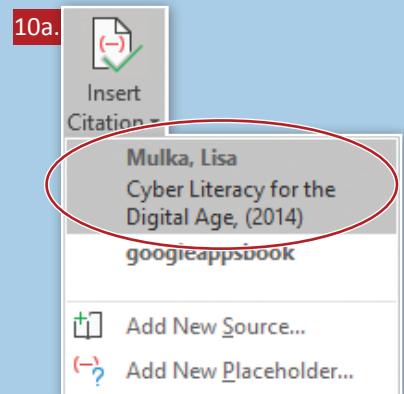 10a.
Insert
Citation
Mulka, Lisa
Cyber Literacy for the
Digital Age, (2014)
googleappsbook
Add New Source...
Add New Placeholder...